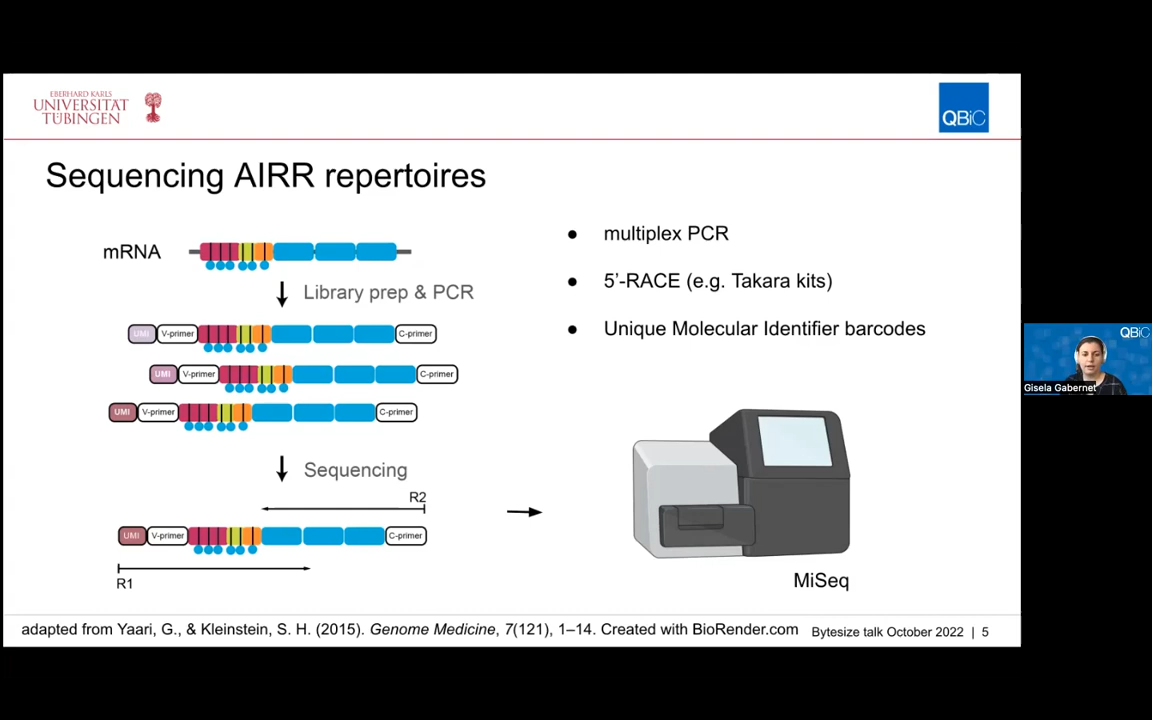 EBERHARD KARLS
UNIVERSITÄT
TÜBINGEN
QBiC
Sequencing AIRR repertoires
mRNA
Library prep & PCR
UMI V-primer C-primer
UMI V-primer C-primer
UMI V-primer C-primer
Sequencing
R2
UMI V-primer C-primer
R1
● multiplex PCR
● 5’-RACE (e.g. Takara kits)
● Unique Molecular Identifier barcodes
MiSeq
adapted from Yaari, G., & Kleinstein, S. H. (2015). Genome Medicine, 7(121), 1–14. Created with BioRender.com
Bytesize talk October 2022 | 5
QBiC
Gisela Gabernet